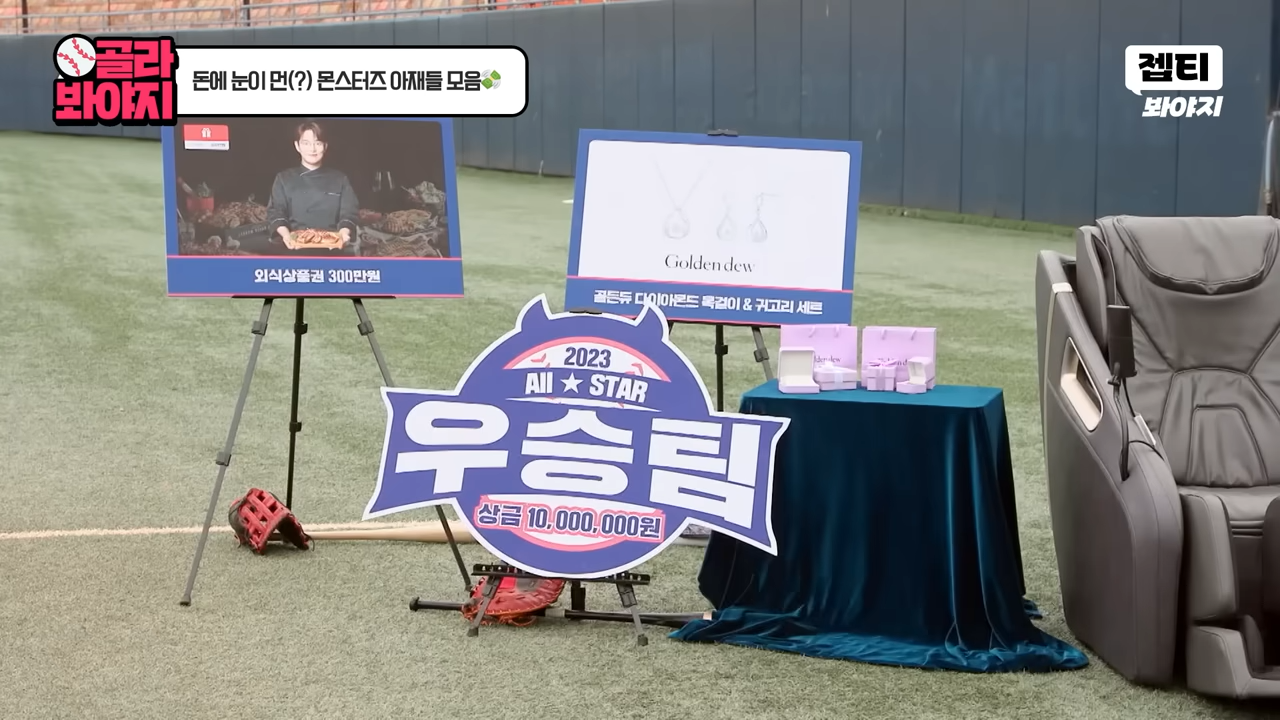 골라
봐야지
돈에 눈이 먼(?) 몬스터즈 아재들 모음💸
젭티
봐야지
외식상품권 300만원
Golden dew
골든듀 다이아몬드 목걸이 & 귀고리 세트
2023
All ★ STAR
우승팀
상금 10,000,000원